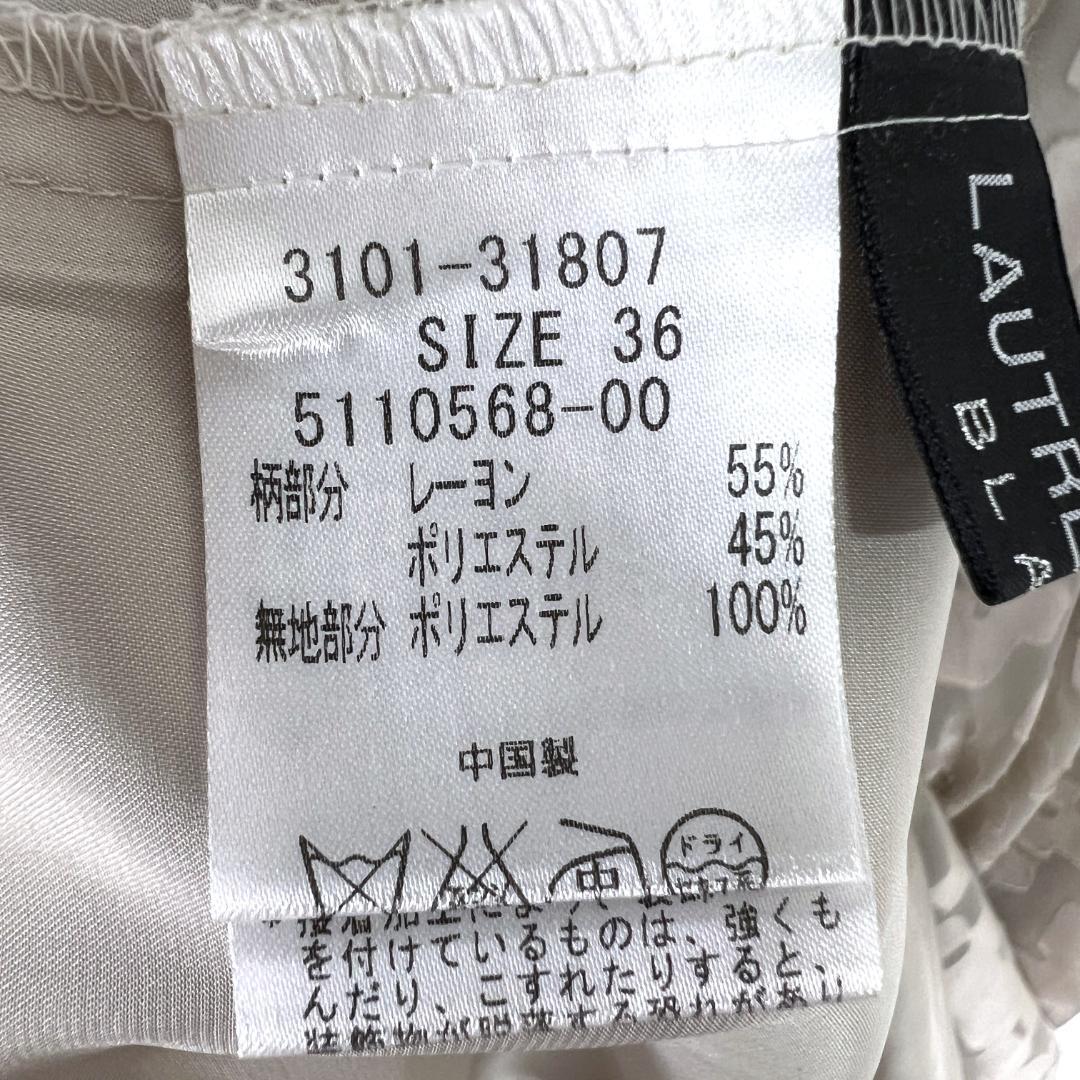 3101-31807
SIZE 36
5110568-00
柄部分 レーヨン 55%
ポリエステル 45%
無地部分 ポリエステル 100%
中国製
中
ドライ
を付けているものは、強くも
んだり、こすれたりすると、
LAUTRE
BL